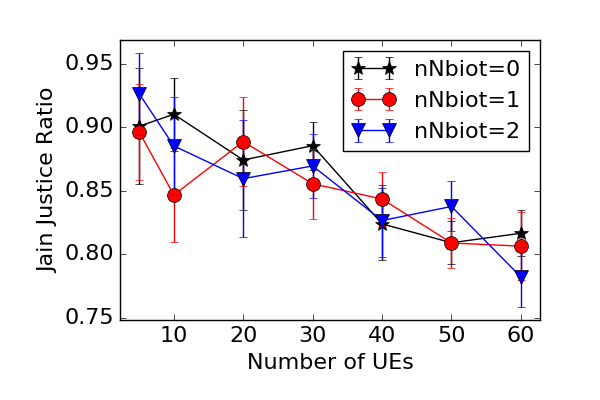 0.95
0.90
0.85
0.80
0.75
Jain Justice Ratio
nNbiot=0
nNbiot=1
nNbiot=2
10 20 30 40 50 60
Number of UEs